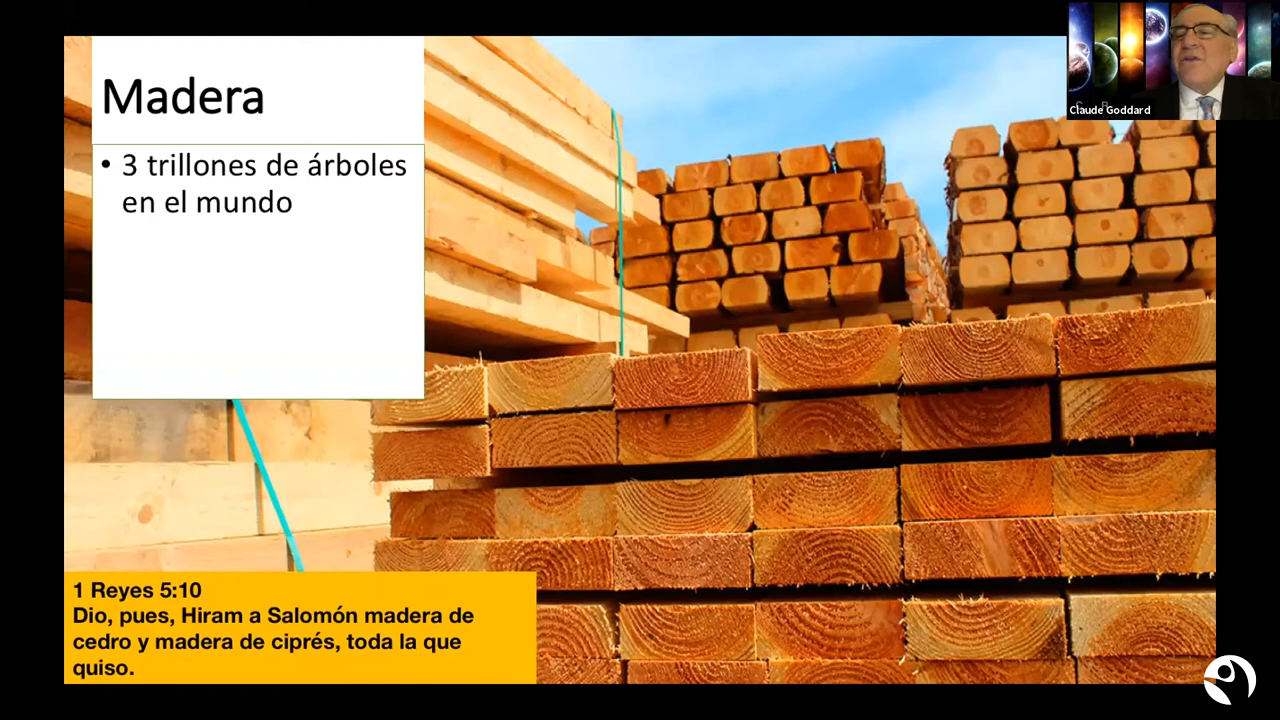 Madera
• 3 trillones de árboles
en el mundo
Claude Goddard
1 Reyes 5:10
Dio, pues, Hiram a Salomón madera de
cedro y madera de ciprés, toda la que
quiso.